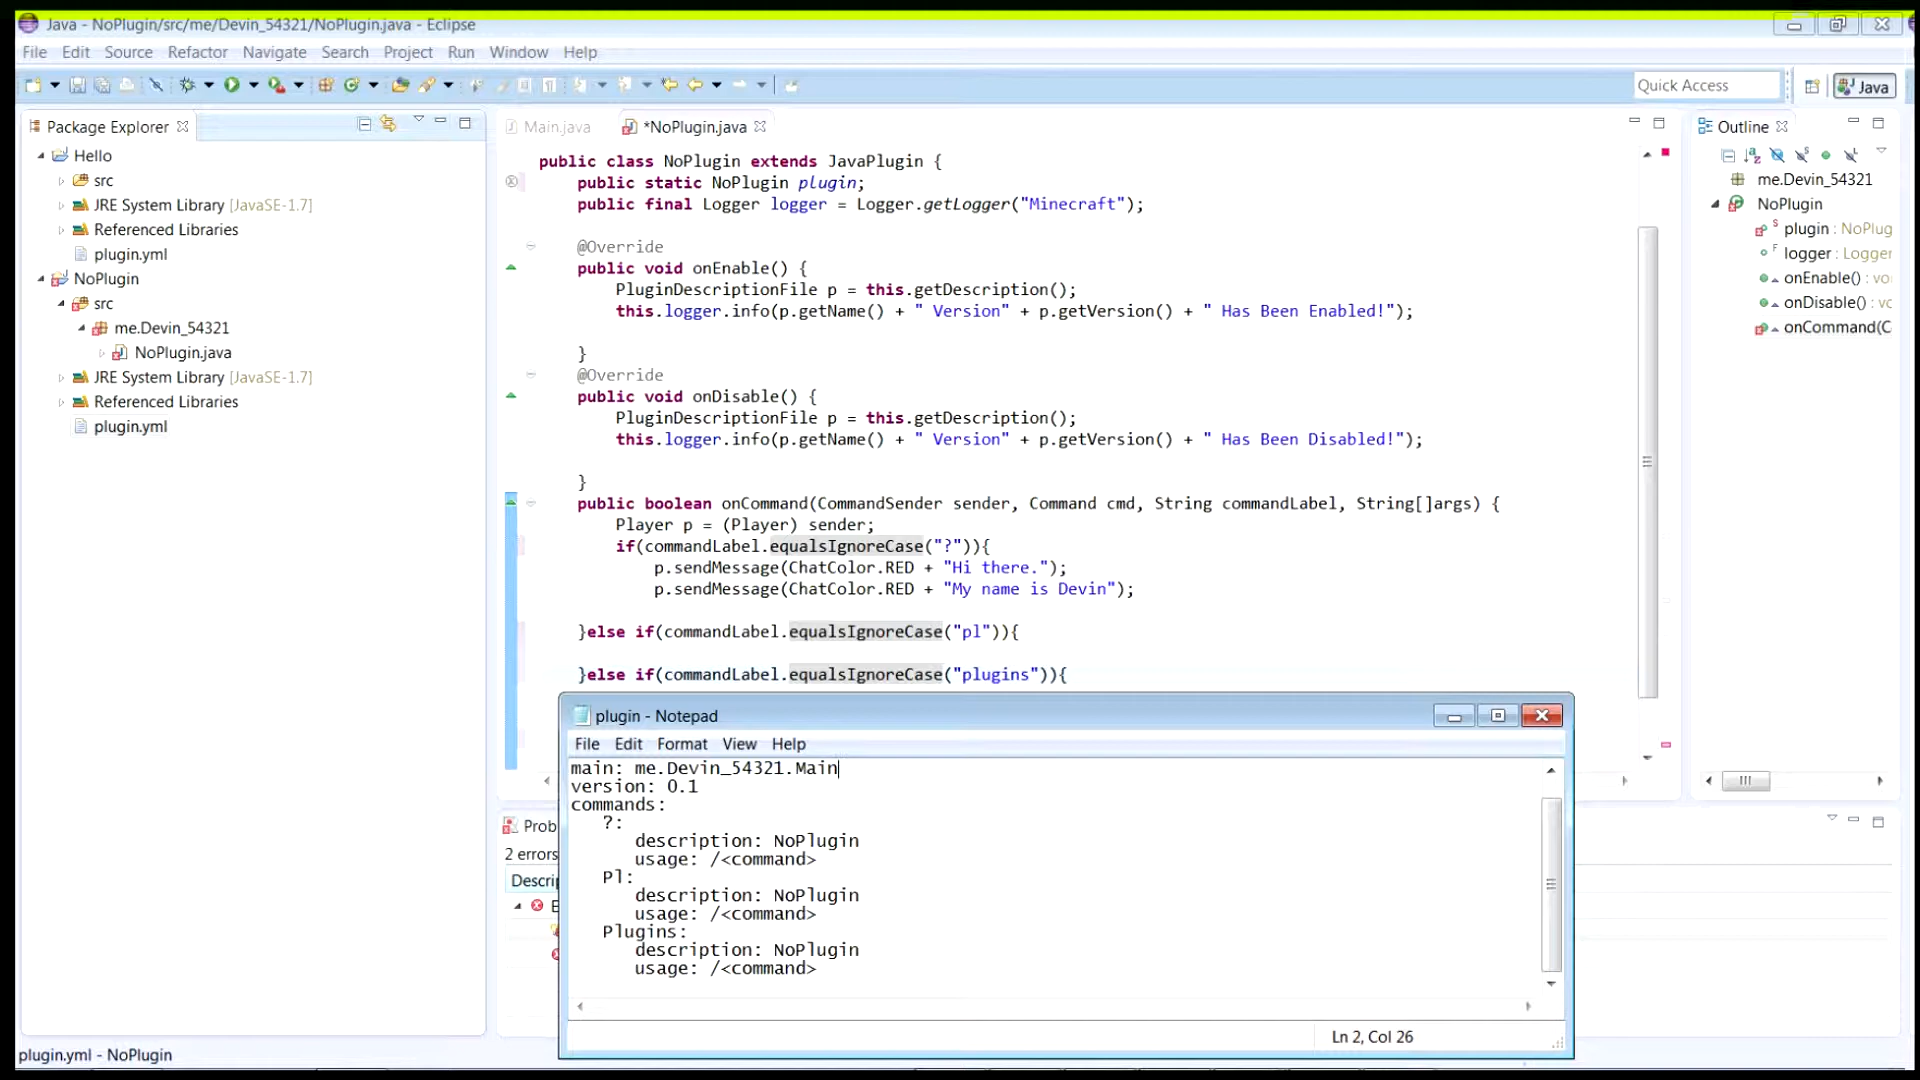 Java - NoPlugin/src/me/Devin_54321/NoPlugin.java - Eclipse
File Edit Source Refactor Navigate Search Project Run Window Help
Quick Access
Java
Package Explorer
Hello
src
JRE System Library [JavaSE-1.7]
Referenced Libraries
plugin.yml
NoPlugin
src
me.Devin_54321
NoPlugin.java
JRE System Library [JavaSE-1.7]
Referenced Libraries
plugin.yml
Main.java
*NoPlugin.java
public class NoPlugin extends JavaPlugin {
public static NoPlugin plugin;
public final Logger logger = Logger.getLogger("Minecraft");
@Override
public void onEnable() {
PluginDescriptionFile p = this.getDescription();
this.logger.info(p.getName() + " Version" + p.getVersion() + " Has Been Enabled!");
}
@Override
public void onDisable() {
PluginDescriptionFile p = this.getDescription();
this.logger.info(p.getName() + " Version" + p.getVersion() + " Has Been Disabled!");
}
public boolean onCommand(CommandSender sender, Command cmd, String commandLabel, String[]args) {
Player p = (Player) sender;
if(commandLabel.equalsIgnoreCase("?")){
p.sendMessage(ChatColor.RED + "Hi there.");
p.sendMessage(ChatColor.RED + "My name is Devin");
}else if(commandLabel.equalsIgnoreCase("pl")){
}else if(commandLabel.equalsIgnoreCase("plugins")){
Outline
me.Devin_54321
NoPlugin
plugin : NoPlug
logger : Logger
onEnable() : vo
onDisable() : vo
onCommand(C
Prob
2 errors
Descri
E
plugin - Notepad
File Edit Format View Help
main: me.Devin_54321.Main
version: 0.1
commands:
?:
description: NoPlugin
usage: /<command>
Pl:
description: NoPlugin
usage: /<command>
Plugins:
description: NoPlugin
usage: /<command>
Ln 2, Col 26
plugin.yml - NoPlugin